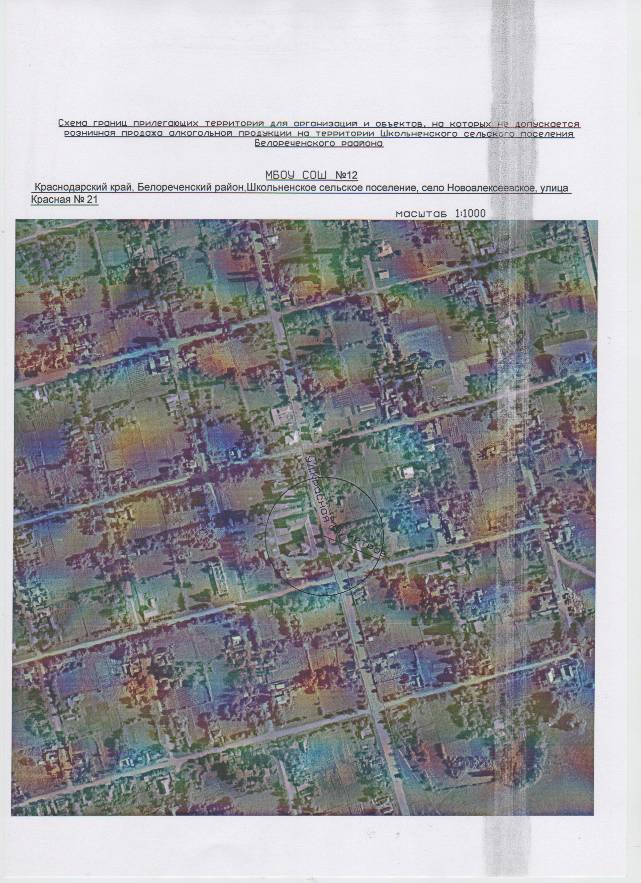 Схема границ прилегающих территорий для организаций и объектов, на которых не допускается
розничная продажа алкогольной продукции на территории Школьненского сельского поселения
Белореченского раайона
МБОУ СОШ №12
Краснодарский край, Белореченский район,Школьненское сельское поселение, село Новоалексеевское, улица
Красная № 21
масштаб 1:1000